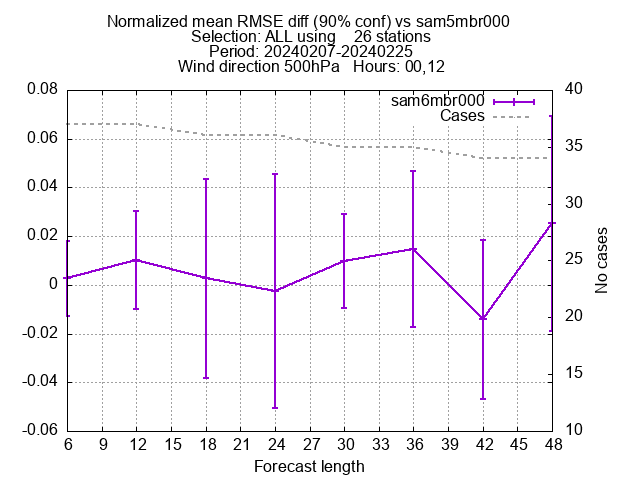 Normalized mean RMSE diff (90% conf) vs sam5mbr000
Selection: ALL using    26 stations
Period: 20240207-20240225
Wind direction 500hPa   Hours: 00,12
sam6mbr000
Cases
0.08
0.06
0.04
0.02
0
-0.02
-0.04
-0.06
40
35
30
25
20
15
10
No cases
6 9 12 15 18 21 24 27 30 33 36 39 42 45 48
Forecast length